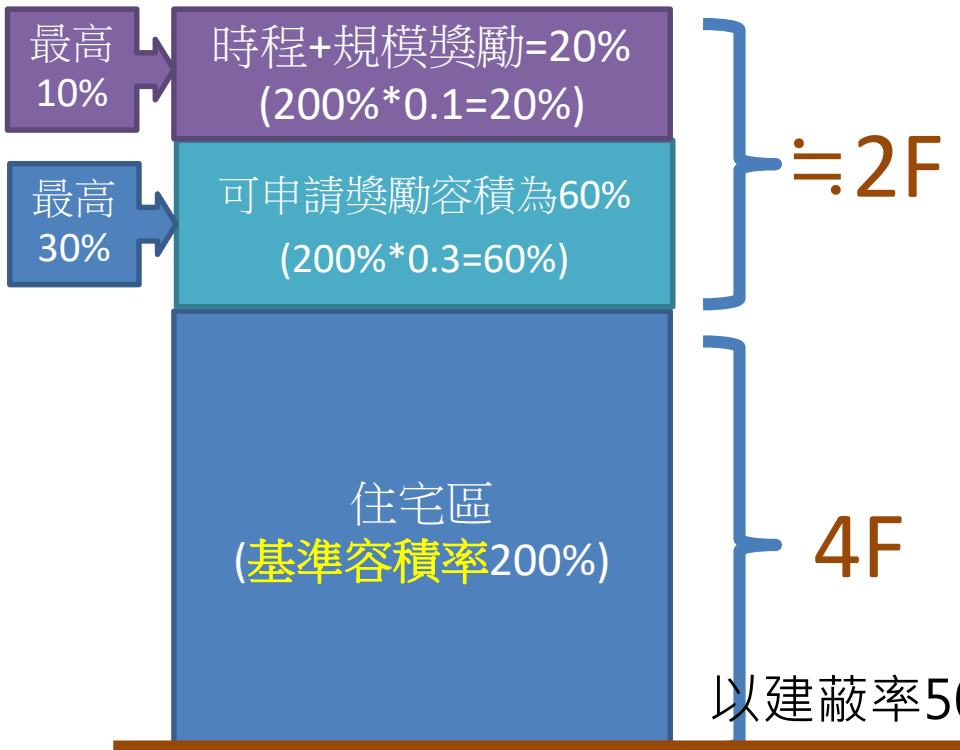 最高
10%
時程+規模獎勵=20%
(200%*0.1=20%)
≒2F
最高
30%
可申請獎勵容積為60%
(200%*0.3=60%)
住宅區
(基準容積率200%)
4F
以建蔽率5